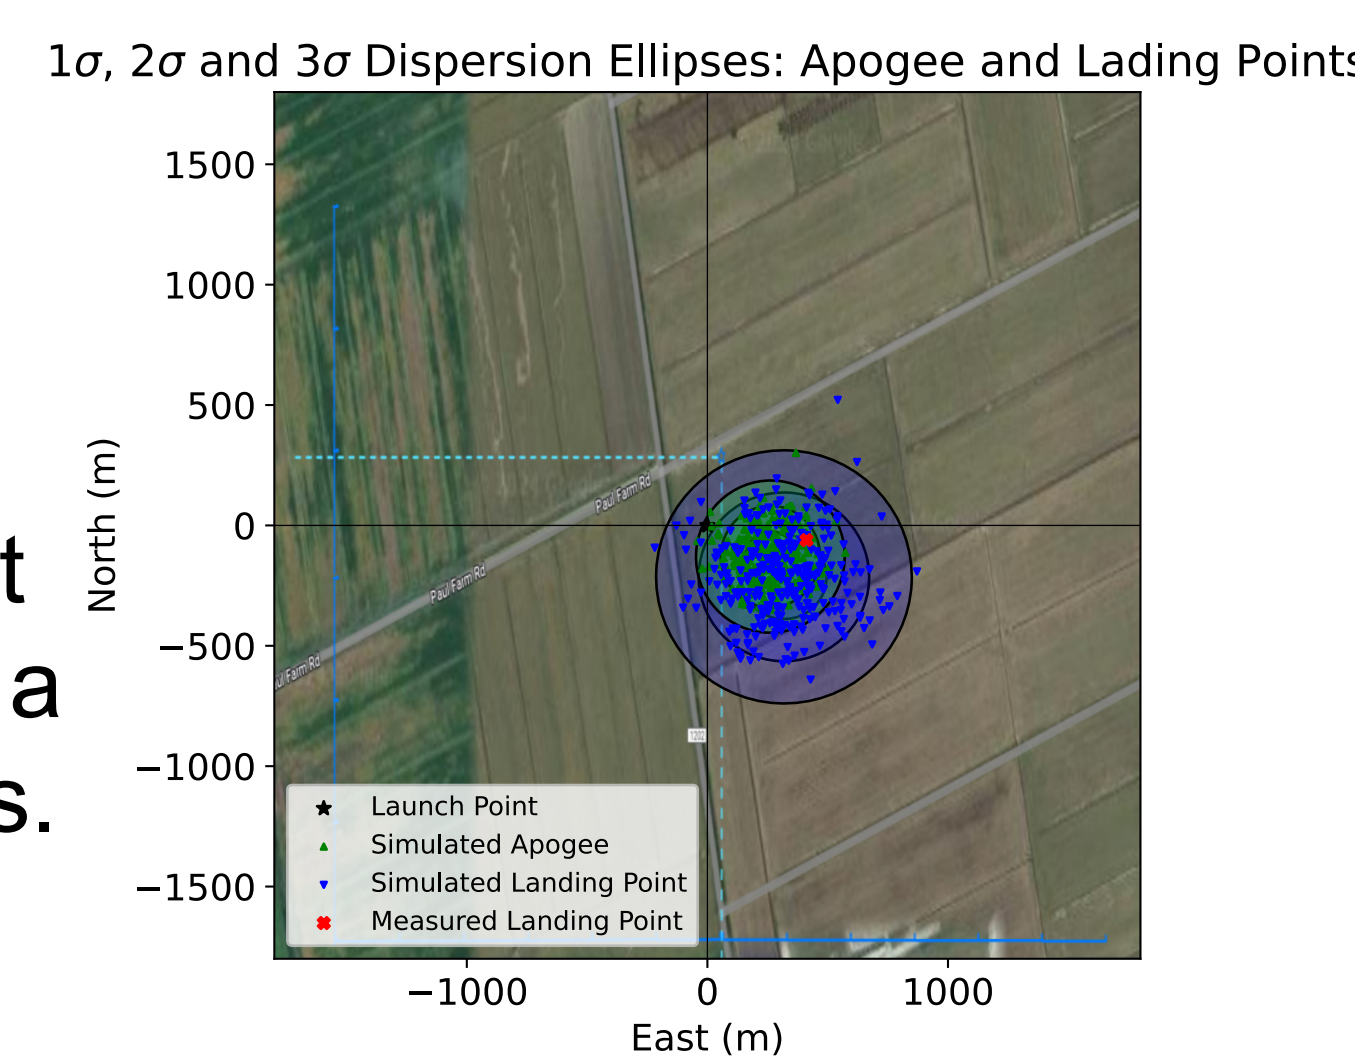 1σ, 2σ and 3σ Dispersion Ellipses: Apogee and Lading Points
1500
1000
500
0
−500
−1000
−1500
North (m)
t
a
s.
Paul Farm Rd
Paul Farm Rd
ul Farm Rd
1202
Launch Point
Simulated Apogee
Simulated Landing Point
Measured Landing Point
−1000
0
1000
East (m)